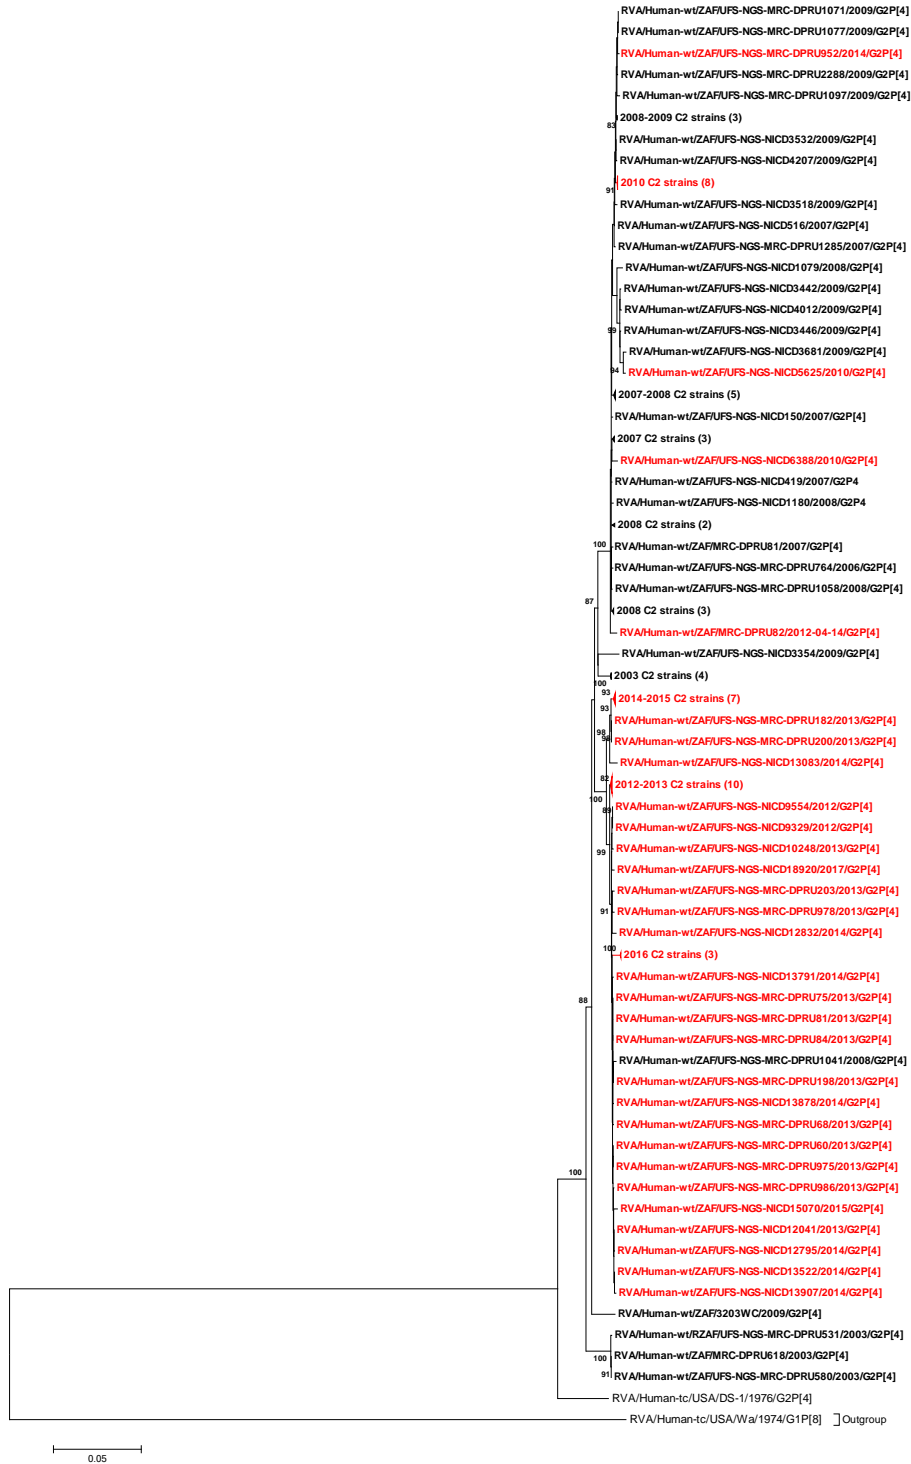 RVA/Human-wt/ZAF/UFS-NGS-MRC-DPRU1071/2009/G2P[4]
RVA/Human-wt/ZAF/UFS-NGS-MRC-DPRU1077/2009/G2P[4]
RVA/Human-wt/ZAF/UFS-NGS-MRC-DPRU952/2014/G2P[4]
RVA/Human-wt/ZAF/UFS-NGS-MRC-DPRU2288/2009/G2P[4]
RVA/Human-wt/ZAF/UFS-NGS-MRC-DPRU1097/2009/G2P[4]
2008-2009 C2 strains (3)
83
RVA/Human-wt/ZAF/UFS-NGS-NICD3532/2009/G2P[4]
RVA/Human-wt/ZAF/UFS-NGS-NICD4207/2009/G2P[4]
2010 C2 strains (8)
91
RVA/Human-wt/ZAF/UFS-NGS-NICD3518/2009/G2P[4]
RVA/Human-wt/ZAF/UFS-NGS-NICD516/2007/G2P[4]
RVA/Human-wt/ZAF/UFS-NGS-MRC-DPRU1285/2007/G2P[4]
RVA/Human-wt/ZAF/UFS-NGS-NICD1079/2008/G2P[4]
RVA/Human-wt/ZAF/UFS-NGS-NICD3442/2009/G2P[4]
RVA/Human-wt/ZAF/UFS-NGS-NICD4012/2009/G2P[4]
99
RVA/Human-wt/ZAF/UFS-NGS-NICD3446/2009/G2P[4]
RVA/Human-wt/ZAF/UFS-NGS-NICD3681/2009/G2P[4]
94
RVA/Human-wt/ZAF/UFS-NGS-NICD5625/2010/G2P[4]
2007-2008 C2 strains (5)
RVA/Human-wt/ZAF/UFS-NGS-NICD150/2007/G2P[4]
2007 C2 strains (3)
RVA/Human-wt/ZAF/UFS-NGS-NICD6388/2010/G2P[4]
RVA/Human-wt/ZAF/UFS-NGS-NICD419/2007/G2P4
RVA/Human-wt/ZAF/UFS-NGS-NICD1180/2008/G2P4
2008 C2 strains (2)
100
RVA/Human-wt/ZAF/MRC-DPRU81/2007/G2P[4]
RVA/Human-wt/ZAF/UFS-NGS-MRC-DPRU764/2006/G2P[4]
RVA/Human-wt/ZAF/UFS-NGS-MRC-DPRU1058/2008/G2P[4]
87
2008 C2 strains (3)
RVA/Human-wt/ZAF/MRC-DPRU82/2012-04-14/G2P[4]
RVA/Human-wt/ZAF/UFS-NGS-NICD3354/2009/G2P[4]
2003 C2 strains (4)
100
93
2014-2015 C2 strains (7)
93
RVA/Human-wt/ZAF/UFS-NGS-MRC-DPRU182/2013/G2P[4]
98
RVA/Human-wt/ZAF/UFS-NGS-MRC-DPRU200/2013/G2P[4]
RVA/Human-wt/ZAF/UFS-NGS-NICD13083/2014/G2P[4]
82
2012-2013 C2 strains (10)
100
RVA/Human-wt/ZAF/UFS-NGS-NICD9554/2012/G2P[4]
89
RVA/Human-wt/ZAF/UFS-NGS-NICD9329/2012/G2P[4]
RVA/Human-wt/ZAF/UFS-NGS-NICD10248/2013/G2P[4]
99
RVA/Human-wt/ZAF/UFS-NGS-NICD18920/2017/G2P[4]
RVA/Human-wt/ZAF/UFS-NGS-MRC-DPRU203/2013/G2P[4]
91
RVA/Human-wt/ZAF/UFS-NGS-MRC-DPRU978/2013/G2P[4]
RVA/Human-wt/ZAF/UFS-NGS-NICD12832/2014/G2P[4]
100
2016 C2 strains (3)
RVA/Human-wt/ZAF/UFS-NGS-NICD13791/2014/G2P[4]
RVA/Human-wt/ZAF/UFS-NGS-MRC-DPRU75/2013/G2P[4]
88
RVA/Human-wt/ZAF/UFS-NGS-MRC-DPRU81/2013/G2P[4]
RVA/Human-wt/ZAF/UFS-NGS-MRC-DPRU84/2013/G2P[4]
RVA/Human-wt/ZAF/UFS-NGS-MRC-DPRU1041/2008/G2P[4]
RVA/Human-wt/ZAF/UFS-NGS-MRC-DPRU198/2013/G2P[4]
RVA/Human-wt/ZAF/UFS-NGS-NICD13878/2014/G2P[4]
RVA/Human-wt/ZAF/UFS-NGS-MRC-DPRU68/2013/G2P[4]
RVA/Human-wt/ZAF/UFS-NGS-MRC-DPRU60/2013/G2P[4]
RVA/Human-wt/ZAF/UFS-NGS-MRC-DPRU975/2013/G2P[4]
100
RVA/Human-wt/ZAF/UFS-NGS-MRC-DPRU986/2013/G2P[4]
RVA/Human-wt/ZAF/UFS-NGS-NICD15070/2015/G2P[4]
RVA/Human-wt/ZAF/UFS-NGS-NICD12041/2013/G2P[4]
RVA/Human-wt/ZAF/UFS-NGS-NICD12795/2014/G2P[4]
RVA/Human-wt/ZAF/UFS-NGS-NICD13522/2014/G2P[4]
RVA/Human-wt/ZAF/UFS-NGS-NICD13907/2014/G2P[4]
RVA/Human-wt/ZAF/3203WC/2009/G2P[4]
RVA/Human-wt/RZAF/UFS-NGS-MRC-DPRU531/2003/G2P[4]
RVA/Human-wt/ZAF/MRC-DPRU618/2003/G2P[4]
100
91
RVA/Human-wt/ZAF/UFS-NGS-MRC-DPRU580/2003/G2P[4]
RVA/Human-tc/USA/DS-1/1976/G2P[4]
RVA/Human-tc/USA/Wa/1974/G1P[8] Outgroup
0.05